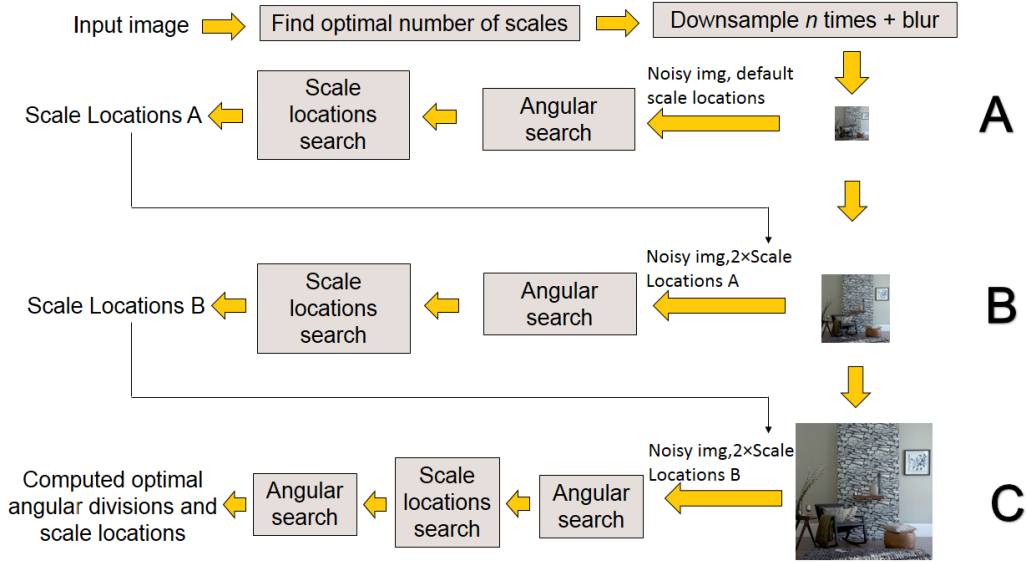 Input image
Find optimal number of scales
Downsample n times + blur
Noisy img, default
scale locations
Scale
locations
search
Angular
search
Scale Locations A
A
Noisy img,2×Scale
Locations A
Scale
locations
search
Angular
search
Scale Locations B
B
Noisy img,2×Scale
Locations B
Computed optimal
angular divisions and
scale locations
Angular
search
Scale
locations
search
Angular
search
C